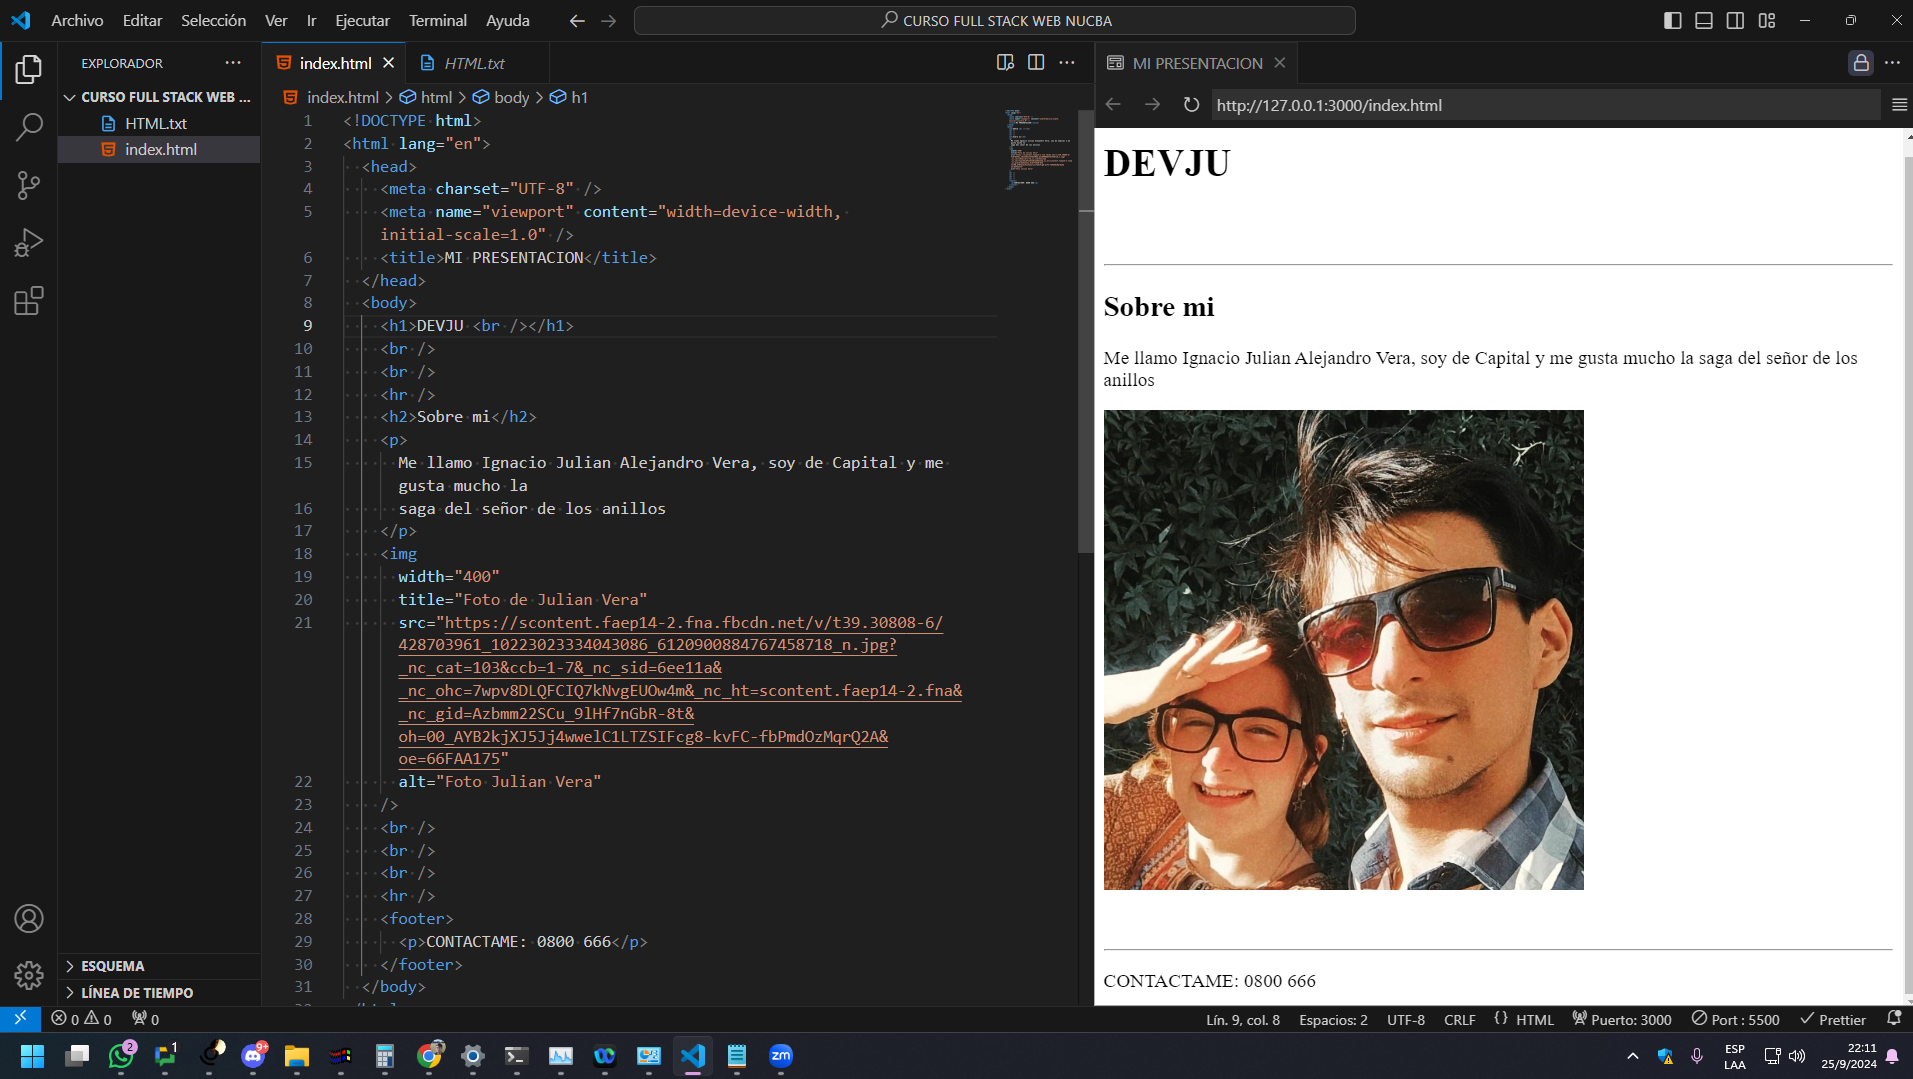 Archivo Editar Selección Ver Ir Ejecutar Terminal Ayuda
CURSO FULL STACK WEB NUCBA
EXPLORADOR
CURSO FULL STACK WEB ...
HTML.txt
index.html
ESQUEMA
LÍNEA DE TIEMPO
index.html HTML.txt
index.html > html > body > h1
1 <!DOCTYPE html>
2 <html lang="en">
3 <head>
4 <meta charset="UTF-8" />
5 <meta name="viewport" content="width=device-width,
initial-scale=1.0" />
6 <title>MI PRESENTACION</title>
7 </head>
8 <body>
9 <h1>DEVJU <br /></h1>
10 <br />
11 <br />
12 <hr />
13 <h2>Sobre mi</h2>
14 <p>
15 Me llamo Ignacio Julian Alejandro Vera, soy de Capital y me
gusta mucho la
16 saga del señor de los anillos
17 </p>
18 <img
19 width="400"
20 title="Foto de Julian Vera"
21 src="https://scontent.faep14-2.fna.fbcdn.net/v/t39.30808-6/
428703961_10223023334043086_6120900884767458718_n.jpg?
_nc_cat=103&ccb=1-7&_nc_sid=6ee11a&
_nc_ohc=7wpv8DLQFCIQ7kNvgEUOw4m&_nc_ht=scontent.faep14-2.fna&
_nc_gid=Azbmm22SCu_9lHf7nGbR-8t&
oh=00_AYB2kjXJ5Jj4wwelC1LTZSIFcg8-kvFC-fbPmdOzMqrQ2A&
oe=66FAA175"
22 alt="Foto Julian Vera"
23 />
24 <br />
25 <br />
26 <br />
27 <hr />
28 <footer>
29 <p>CONTACTAME: 0800 666</p>
30 </footer>
31 </body>
MI PRESENTACION
http://127.0.0.1:3000/index.html
DEVJU
Sobre mi
Me llamo Ignacio Julian Alejandro Vera, soy de Capital y me gusta mucho la saga del señor de los
anillos
CONTACTAME: 0800 666
0 0 0
Lín. 9, col. 8 Espacios: 2 UTF-8 CRLF {} HTML Puerto: 3000 Port : 5500 Prettier
2 1 9+ zm
ESP
LAA
22:11
25/9/2024